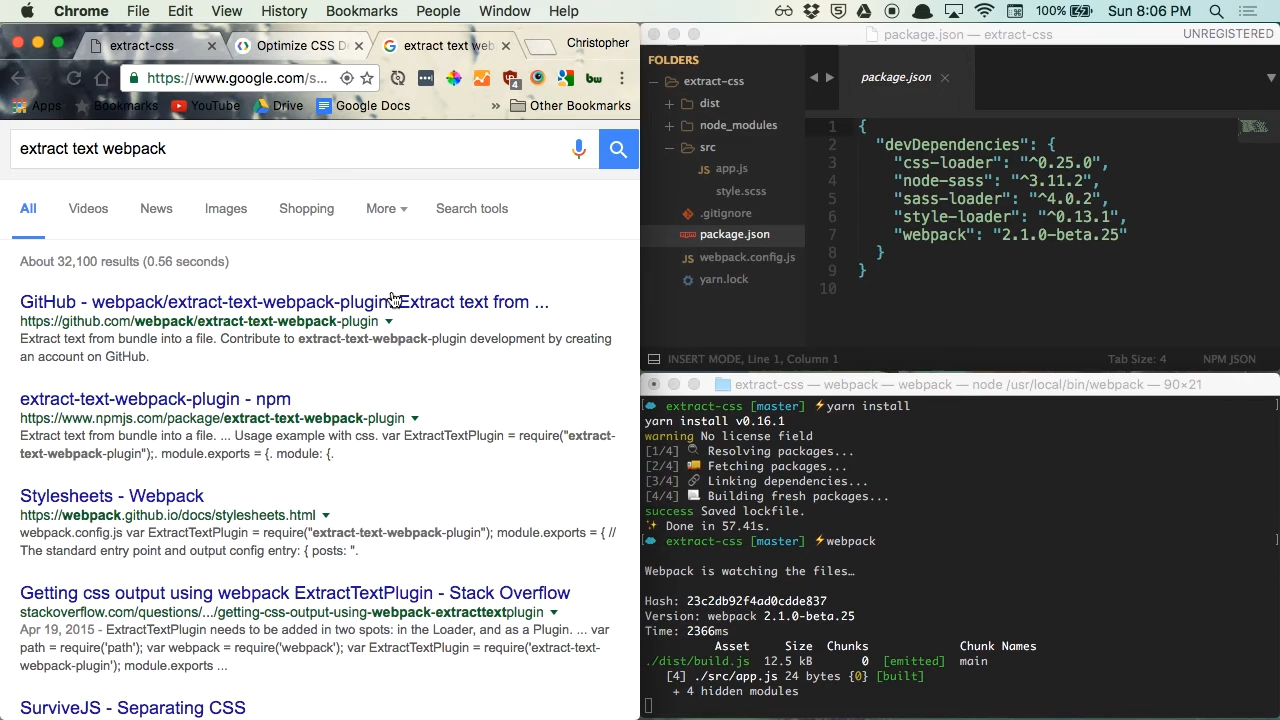 Chrome File Edit View History Bookmarks People Window Help
100% Sun 8:06 PM
extract-css
Optimize CSS D
extract text web
Christopher
https://www.google.com/s...
4
bw
Apps Bookmarks YouTube Drive Google Docs » Other Bookmarks
extract text webpack
All Videos News Images Shopping More Search tools
About 32,100 results (0.56 seconds)
GitHub - webpack/extract-text-webpack-plugin: Extract text from ...
https://github.com/webpack/extract-text-webpack-plugin
Extract text from bundle into a file. Contribute to extract-text-webpack-plugin development by creating
an account on GitHub.
extract-text-webpack-plugin - npm
https://www.npmjs.com/package/extract-text-webpack-plugin
Extract text from bundle into a file. ... Usage example with css. var ExtractTextPlugin = require("extract-
text-webpack-plugin");. module.exports = {. module: {.
Stylesheets - Webpack
https://webpack.github.io/docs/stylesheets.html
webpack.config.js var ExtractTextPlugin = require("extract-text-webpack-plugin"); module.exports = { //
The standard entry point and output config entry: { posts: ".
Getting css output using webpack ExtractTextPlugin - Stack Overflow
stackoverflow.com/questions/.../getting-css-output-using-webpack-extracttextplugin
Apr 19, 2015 - ExtractTextPlugin needs to be added in two spots: in the Loader, and as a Plugin. ... var
path = require('path'); var webpack = require('webpack'); var ExtractTextPlugin = require('extract-text-
webpack-plugin'); module.exports ...
SurviveJS - Separating CSS
package.json — extract-css
UNREGISTERED
FOLDERS
extract-css
dist
node_modules
src
JS app.js
style.scss
.gitignore
npm package.json
JS webpack.config.js
yarn.lock
package.json
1 {
2 "devDependencies": {
3 "css-loader": "^0.25.0",
4 "node-sass": "^3.11.2",
5 "sass-loader": "^4.0.2",
6 "style-loader": "^0.13.1",
7 "webpack": "2.1.0-beta.25"
8 }
9 }
10
INSERT MODE, Line 1, Column 1
Tab Size: 4
NPM JSON
extract-css — webpack — webpack — node /usr/local/bin/webpack — 90×21
extract-css [master] ⚡yarn install
yarn install v0.16.1
warning No license field
[1/4] 🔍 Resolving packages...
[2/4] 🚚 Fetching packages...
[3/4] 🔗 Linking dependencies...
[4/4] 📃 Building fresh packages...
success Saved lockfile.
✨ Done in 57.41s.
extract-css [master] ⚡webpack
Webpack is watching the files…
Hash: 23c2db92f4ad0cdde837
Version: webpack 2.1.0-beta.25
Time: 2366ms
Asset Size Chunks Chunk Names
./dist/build.js 12.5 kB 0 [emitted] main
[4] ./src/app.js 24 bytes {0} [built]
+ 4 hidden modules